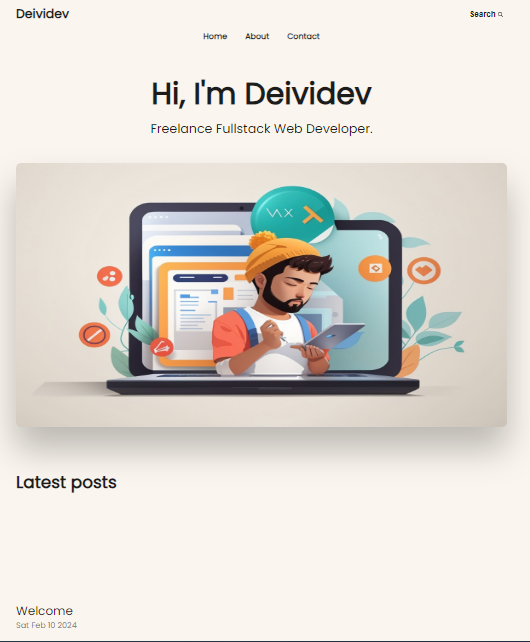 Deividev
Search
Home About Contact
Hi, I'm Deividev
Freelance Fullstack Web Developer.
Latest posts
Welcome
Sat Feb 10 2024